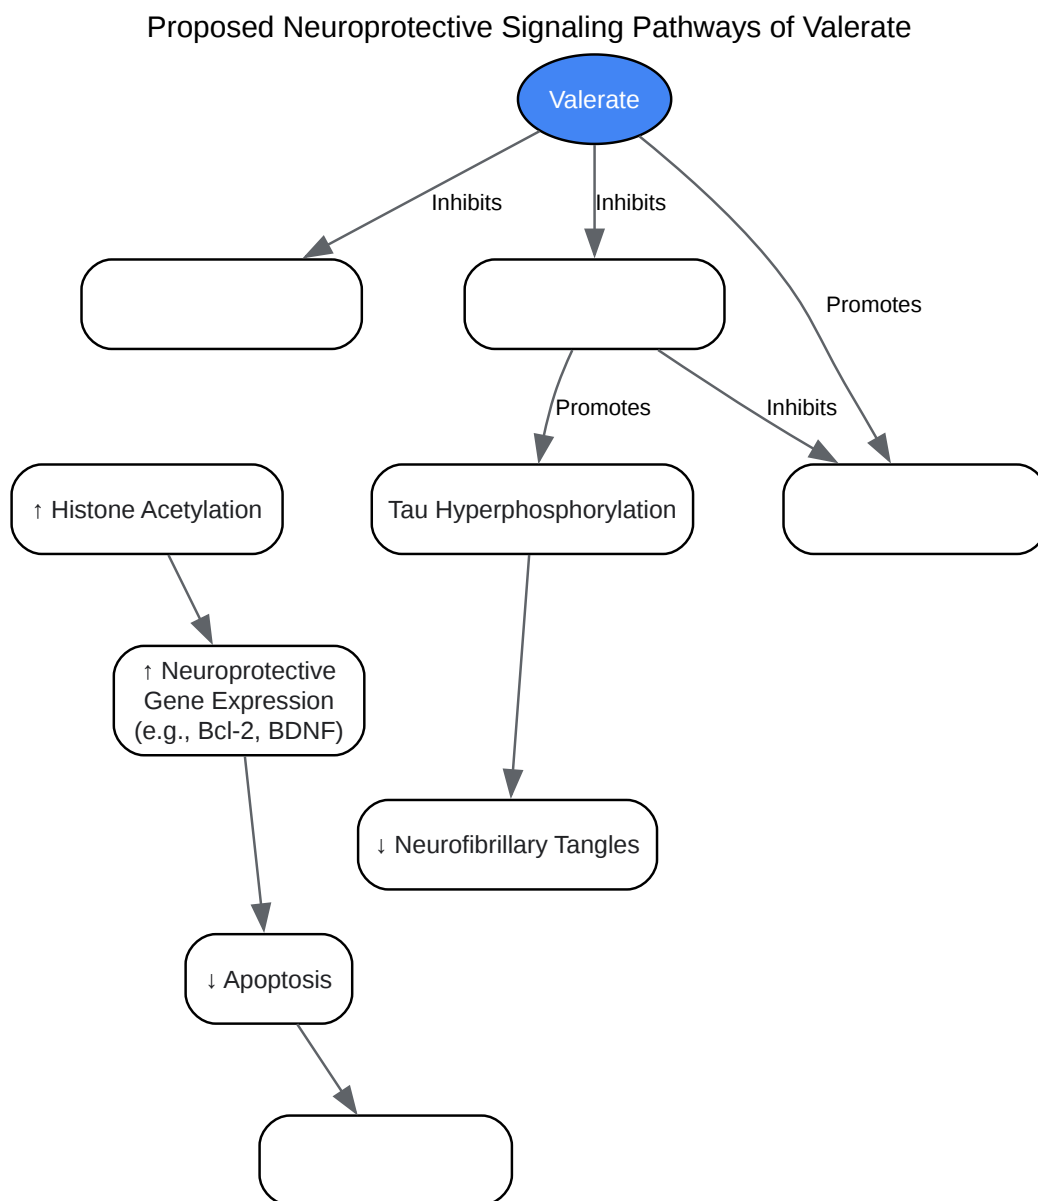 Proposed Neuroprotective Signaling Pathways of Valerate
Valerate
Inhibits
Inhibits
Promotes
Promotes
Inhibits
↑ Histone Acetylation
Tau Hyperphosphorylation
↑ Neuroprotective
Gene Expression
(e.g., Bcl-2, BDNF)
↓ Neurofibrillary Tangles
↓ Apoptosis